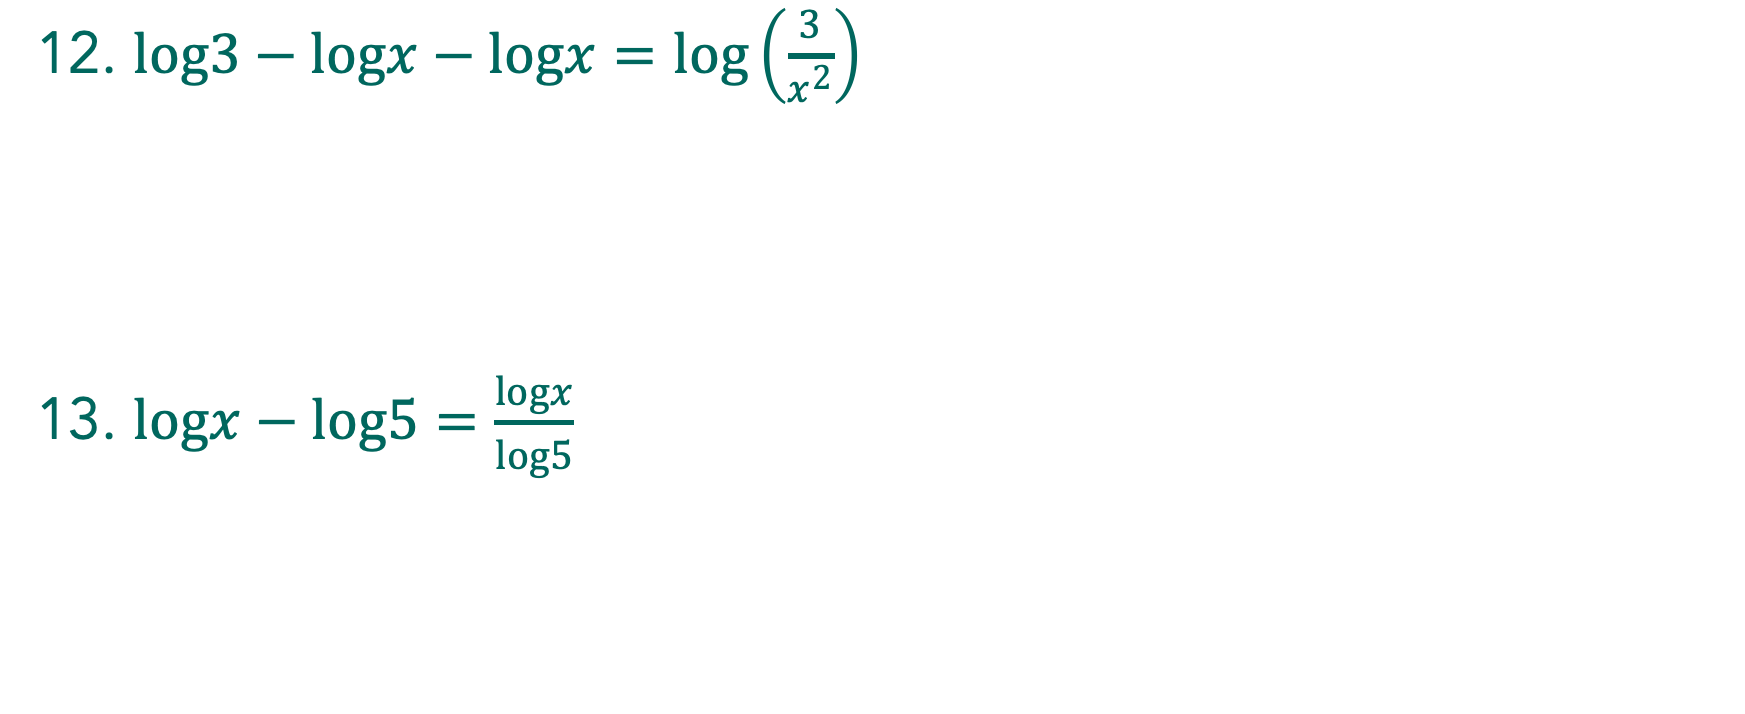 12. log3 − logx − logx = log(3/x²)
13. logx − log5 = logx/log5